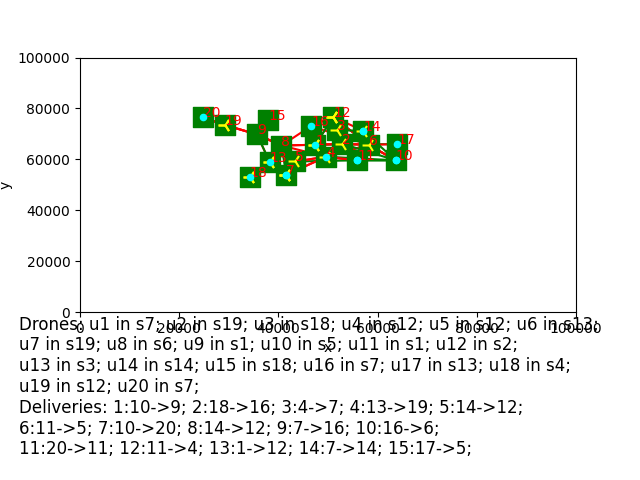 100000
80000
60000
40000
20000
0
y
0 20000 40000 60000 80000 100000
x
Drones: u1 in s7; u2 in s19; u3 in s18; u4 in s12; u5 in s12; u6 in s13;
u7 in s19; u8 in s6; u9 in s1; u10 in s5; u11 in s1; u12 in s2;
u13 in s3; u14 in s14; u15 in s18; u16 in s7; u17 in s13; u18 in s4;
u19 in s12; u20 in s7;
Deliveries: 1:10->9; 2:18->16; 3:4->7; 4:13->19; 5:14->12;
6:11->5; 7:10->20; 8:14->12; 9:7->16; 10:16->6;
11:20->11; 12:11->4; 13:1->12; 14:7->14; 15:17->5;